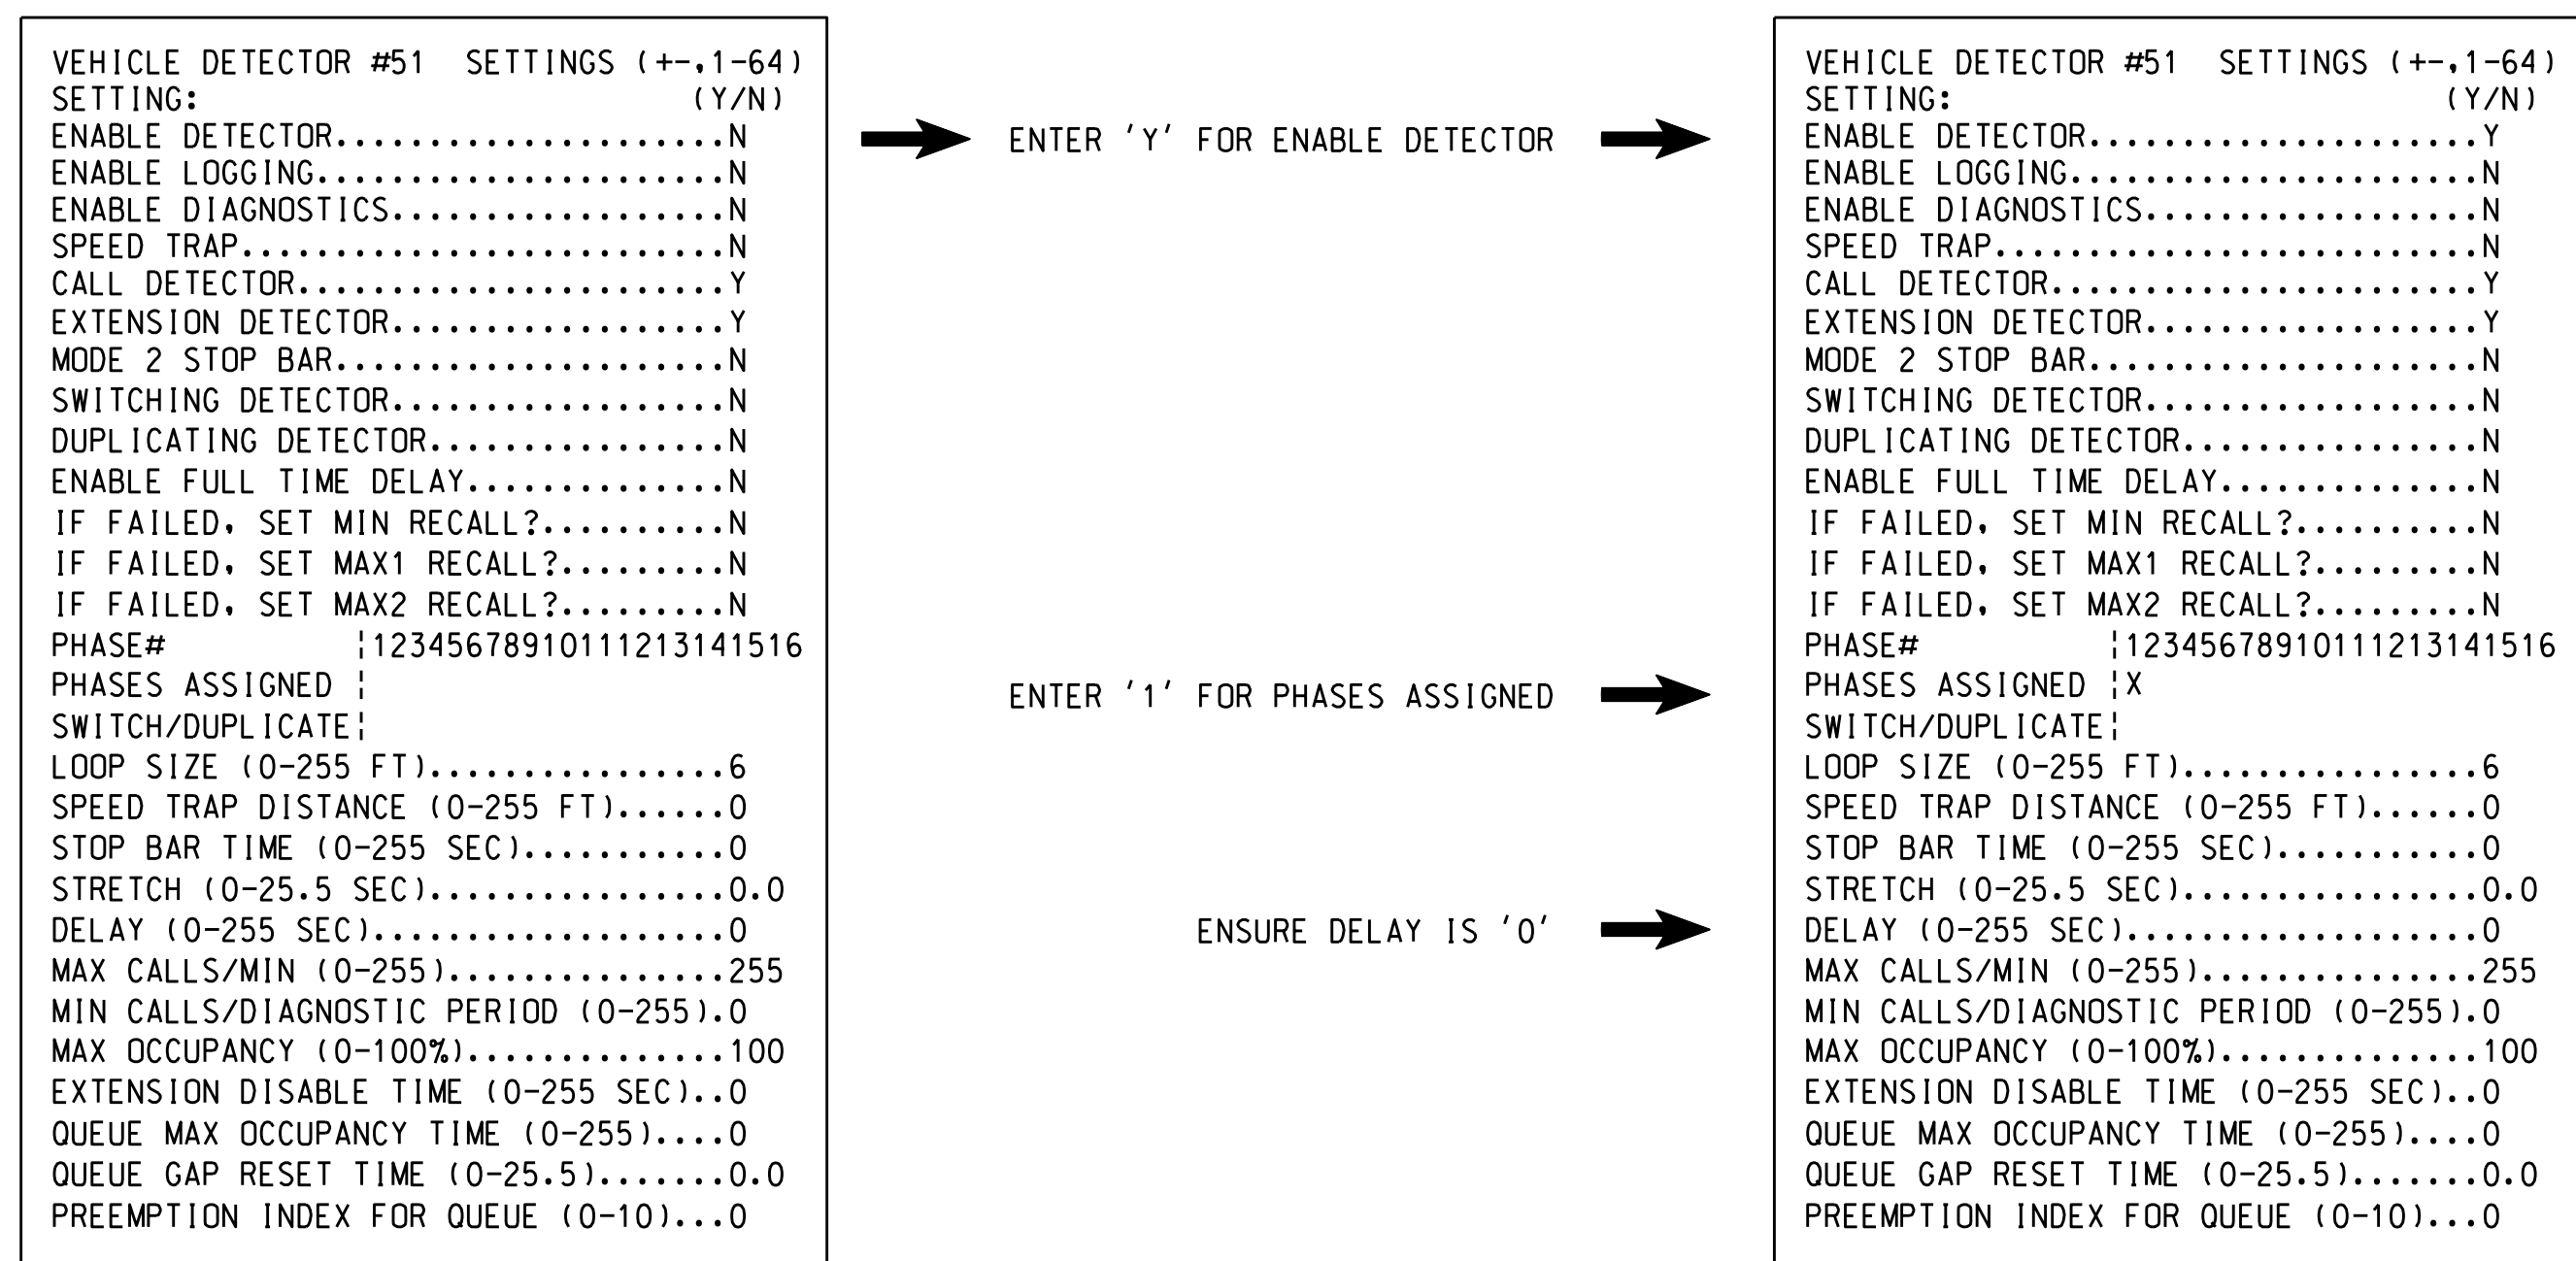 VEHICLE DETECTOR #51  SETTINGS (+-,1-64)
SETTING:                          (Y/N)
ENABLE DETECTOR.....................N
ENABLE LOGGING......................N
ENABLE DIAGNOSTICS..................N
SPEED TRAP..........................N
CALL DETECTOR.......................Y
EXTENSION DETECTOR..................Y
MODE 2 STOP BAR.....................N
SWITCHING DETECTOR..................N
DUPLICATING DETECTOR................N
ENABLE FULL TIME DELAY..............N
IF FAILED, SET MIN RECALL?..........N
IF FAILED, SET MAX1 RECALL?.........N
IF FAILED, SET MAX2 RECALL?.........N
PHASE#          ¦12345678910111213141516
PHASES ASSIGNED ¦
SWITCH/DUPLICATE¦
LOOP SIZE (0-255 FT)................6
SPEED TRAP DISTANCE (0-255 FT)......0
STOP BAR TIME (0-255 SEC)...........0
STRETCH (0-25.5 SEC)................0.0
DELAY (0-255 SEC)...................0
MAX CALLS/MIN (0-255)...............255
MIN CALLS/DIAGNOSTIC PERIOD (0-255).0
MAX OCCUPANCY (0-100%)..............100
EXTENSION DISABLE TIME (0-255 SEC)..0
QUEUE MAX OCCUPANCY TIME (0-255)....0
QUEUE GAP RESET TIME (0-25.5).......0.0
PREEMPTION INDEX FOR QUEUE (0-10)...0
ENTER 'Y' FOR ENABLE DETECTOR
ENTER '1' FOR PHASES ASSIGNED
ENSURE DELAY IS '0'
VEHICLE DETECTOR #51  SETTINGS (+-,1-64)
SETTING:                          (Y/N)
ENABLE DETECTOR.....................Y
ENABLE LOGGING......................N
ENABLE DIAGNOSTICS..................N
SPEED TRAP..........................N
CALL DETECTOR.......................Y
EXTENSION DETECTOR..................Y
MODE 2 STOP BAR.....................N
SWITCHING DETECTOR..................N
DUPLICATING DETECTOR................N
ENABLE FULL TIME DELAY..............N
IF FAILED, SET MIN RECALL?..........N
IF FAILED, SET MAX1 RECALL?.........N
IF FAILED, SET MAX2 RECALL?.........N
PHASE#          ¦12345678910111213141516
PHASES ASSIGNED ¦X
SWITCH/DUPLICATE¦
LOOP SIZE (0-255 FT)................6
SPEED TRAP DISTANCE (0-255 FT)......0
STOP BAR TIME (0-255 SEC)...........0
STRETCH (0-25.5 SEC)................0.0
DELAY (0-255 SEC)...................0
MAX CALLS/MIN (0-255)...............255
MIN CALLS/DIAGNOSTIC PERIOD (0-255).0
MAX OCCUPANCY (0-100%)..............100
EXTENSION DISABLE TIME (0-255 SEC)..0
QUEUE MAX OCCUPANCY TIME (0-255)....0
QUEUE GAP RESET TIME (0-25.5).......0.0
PREEMPTION INDEX FOR QUEUE (0-10)...0